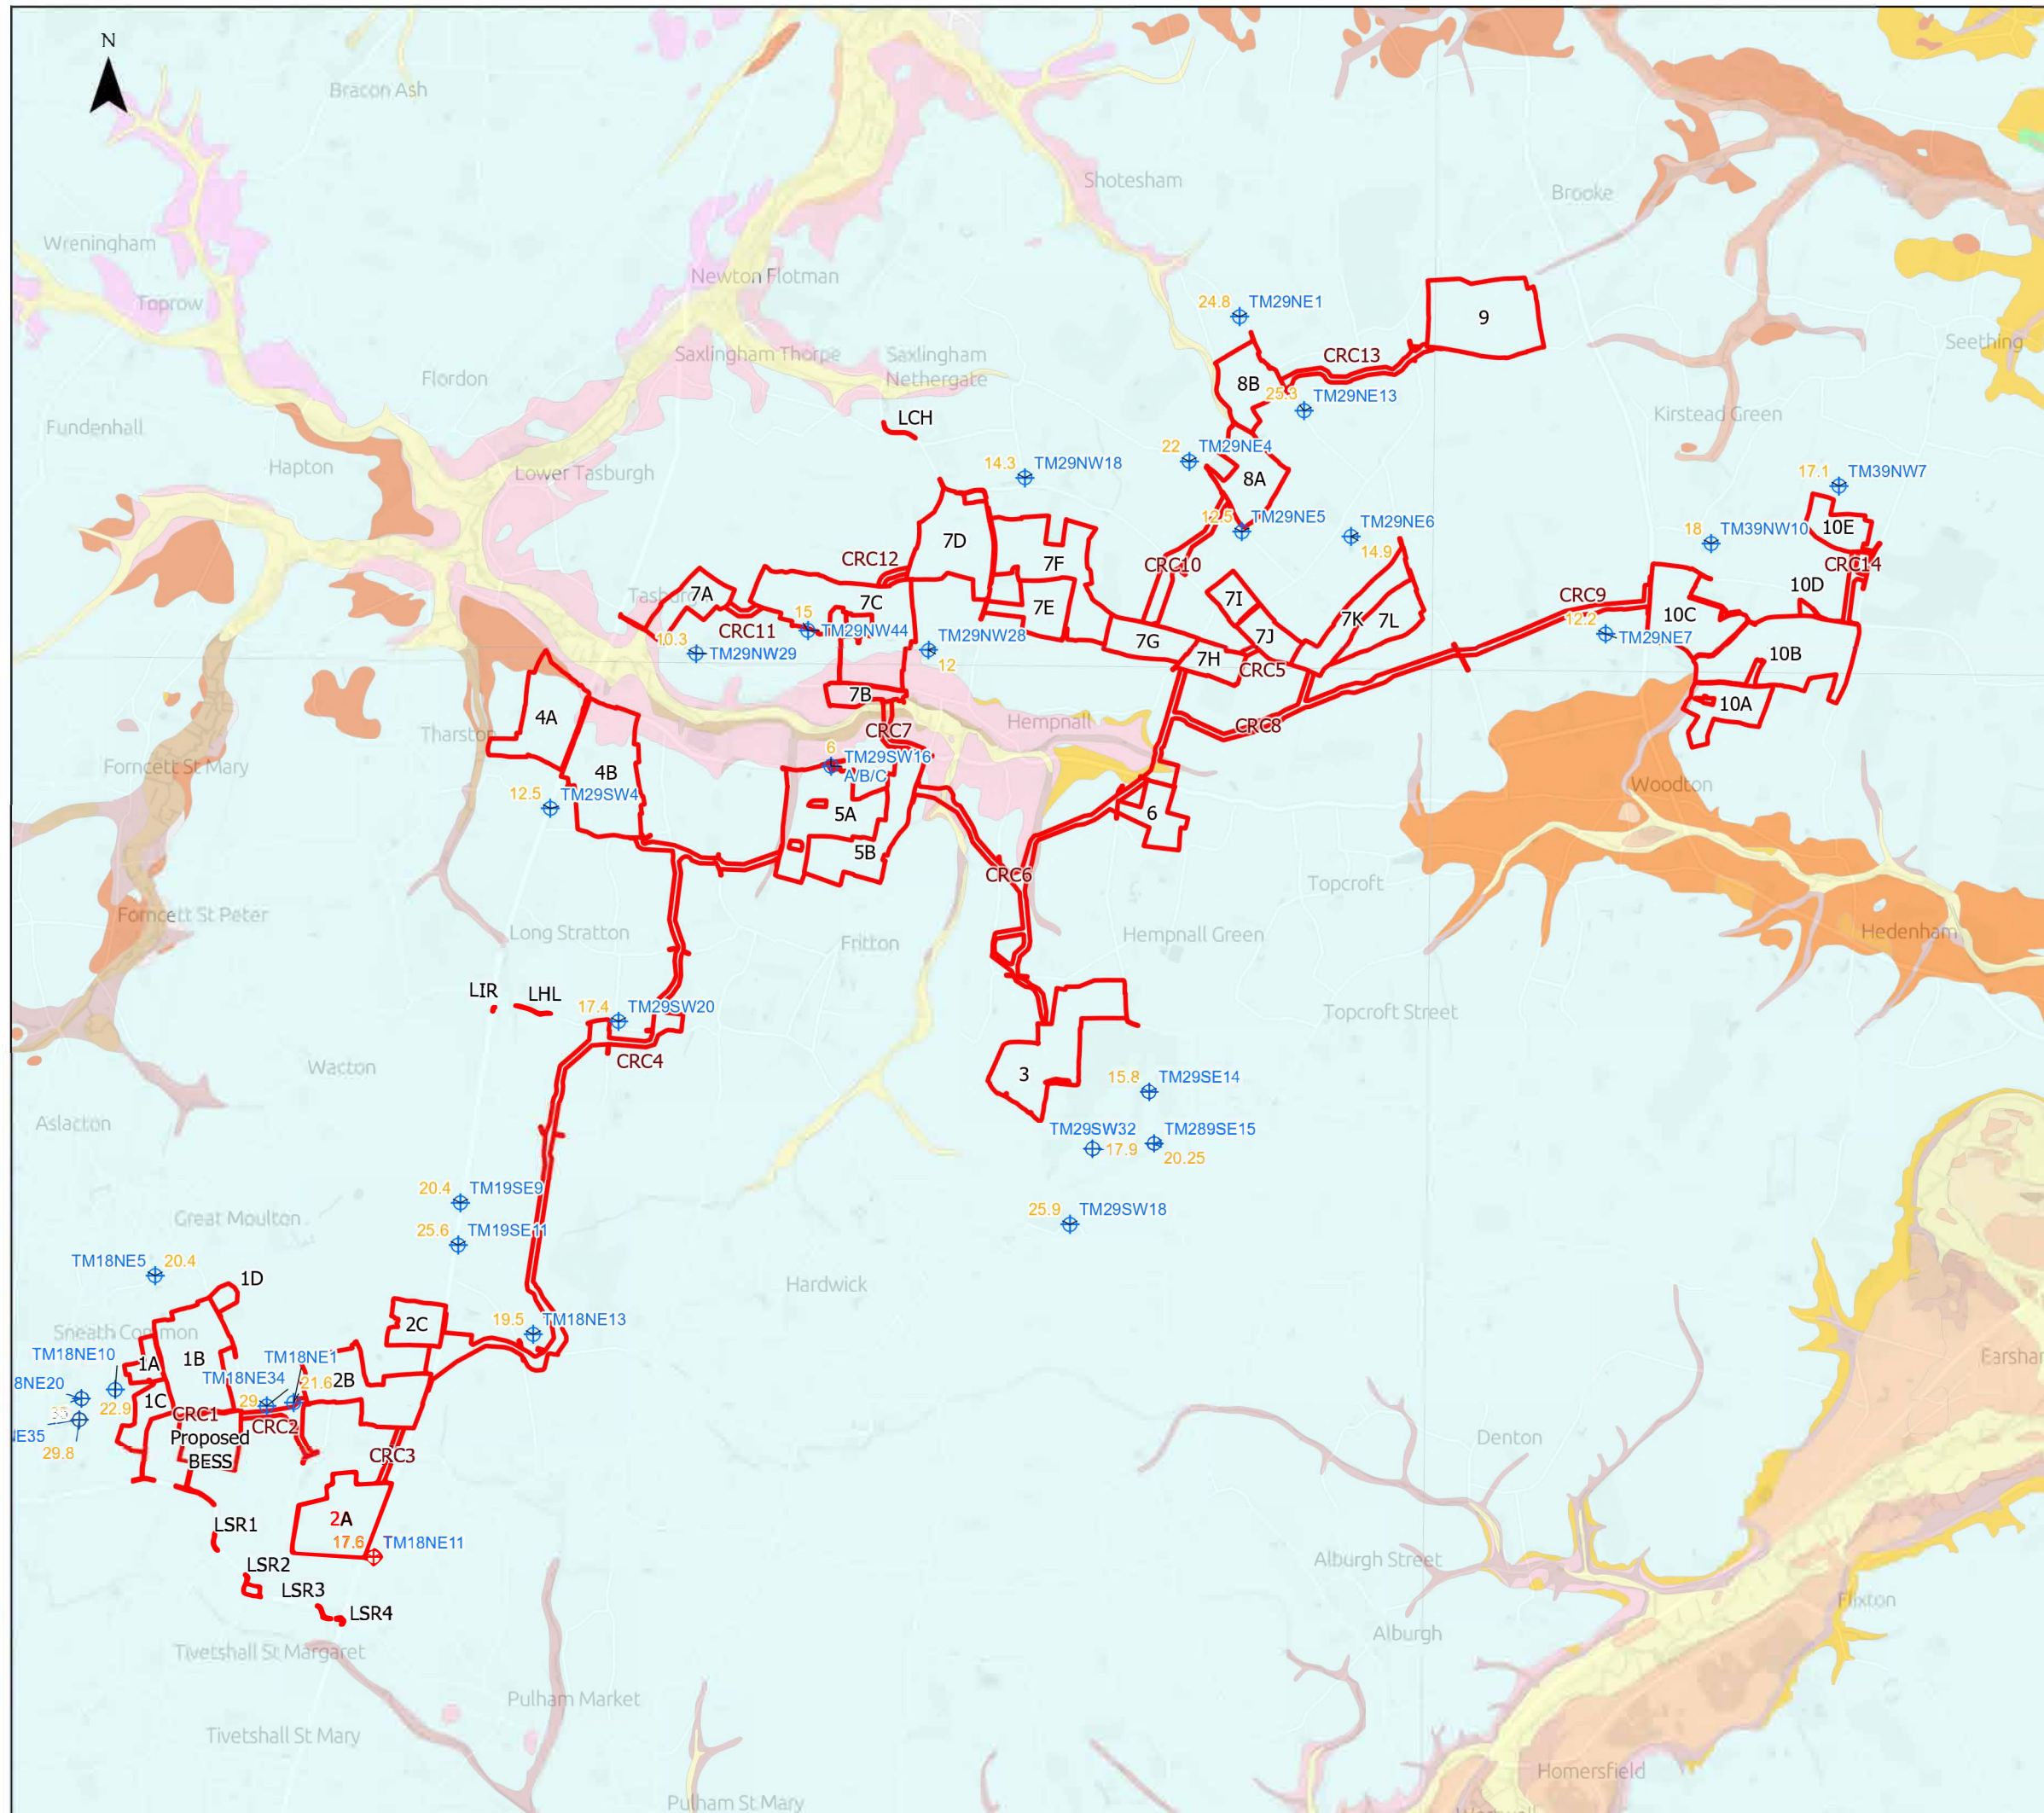 N
Bracon Ash
Shotesham
Brooke
Wreningham
Newton Flotman
Toprow
24.8 TM29NE1
9
Seething
Saxlingham Thorpe
Saxlingham
Nethergate
CRC13
Flordon
8B
25.3 TM29NE13
LCH
Kirstead Green
Fundenhall
22 TM29NE4
Hapton
Lower Tasburgh
14.3 TM29NW18
8A
17.1 TM39NW7
12.5 TM29NE5
TM29NE6
14.9
18 TM39NW10
10E
7D
CRC12
7F
CRC10
CRC14
10D
Tasburgh
7A
7C
7E
7I
7K
7L
CRC9
10C
15
TM29NW44
CRC11
12.2
TM29NE7
10.3
TM29NW29
TM29NW28
12
7G
7J
7H
CRC5
10B
7B
10A
4A
Hempnall
CRC7
CRC8
Tharston
6
TM29SW16
A/B/C
Forncett St Mary
4B
Woodton
12.5 TM29SW4
5A
6
5B
CRC6
Topcroft
Forncett St Peter
Long Stratton
Fritton
Hempnall Green
Hedenham
LIR
LHL
17.4 TM29SW20
Topcroft Street
CRC4
Wacton
3
15.8 TM29SE14
Aslacton
TM29SW32
17.9
TM289SE15
20.25
20.4 TM19SE9
25.9 TM29SW18
Great Moulton
25.6 TM19SE11
TM18NE5 20.4
1D
Hardwick
19.5 TM18NE13
Sneath Common
2C
TM18NE10
1A
1B
TM18NE1
TM18NE34
21.6
2B
Earsha
8NE20
1C
29
22.9
CRC1
CRC2
IE35
Proposed
BESS
29.8
CRC3
Denton
2A
LSR1
17.6 TM18NE11
LSR2
LSR3
LSR4
Alburgh Street
Flixton
Alburgh
Tivetshall St Margaret
Pulham Market
Tivetshall St Mary
Homersfield
Pulham St Mary